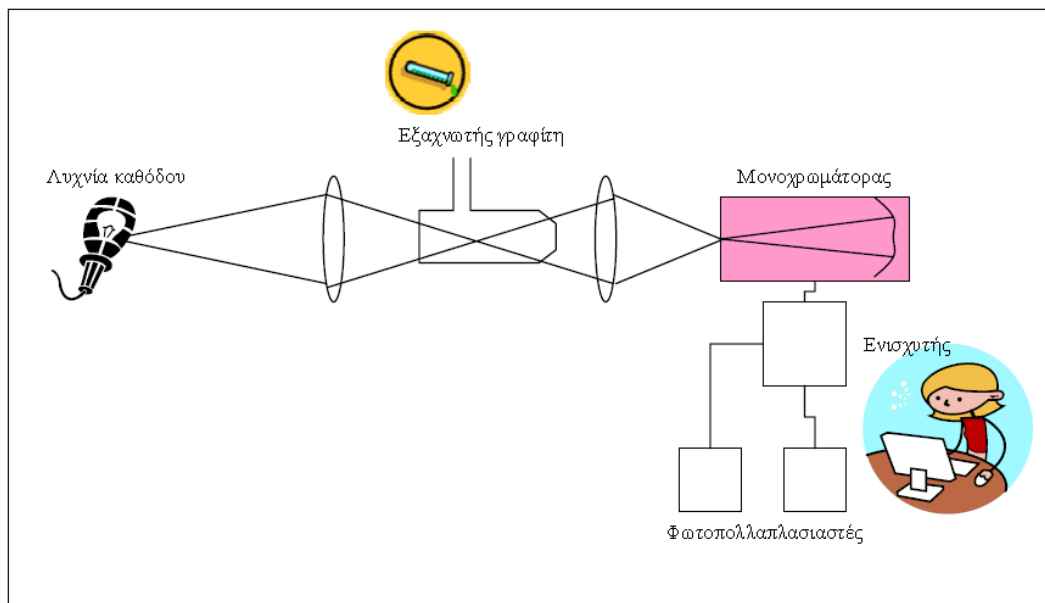 Εξαχνωτής γραφίτη
Λυχνία καθόδου
Μονοχρωμάτορας
Ενισχυτής
Φωτοπολλαπλασιαστές